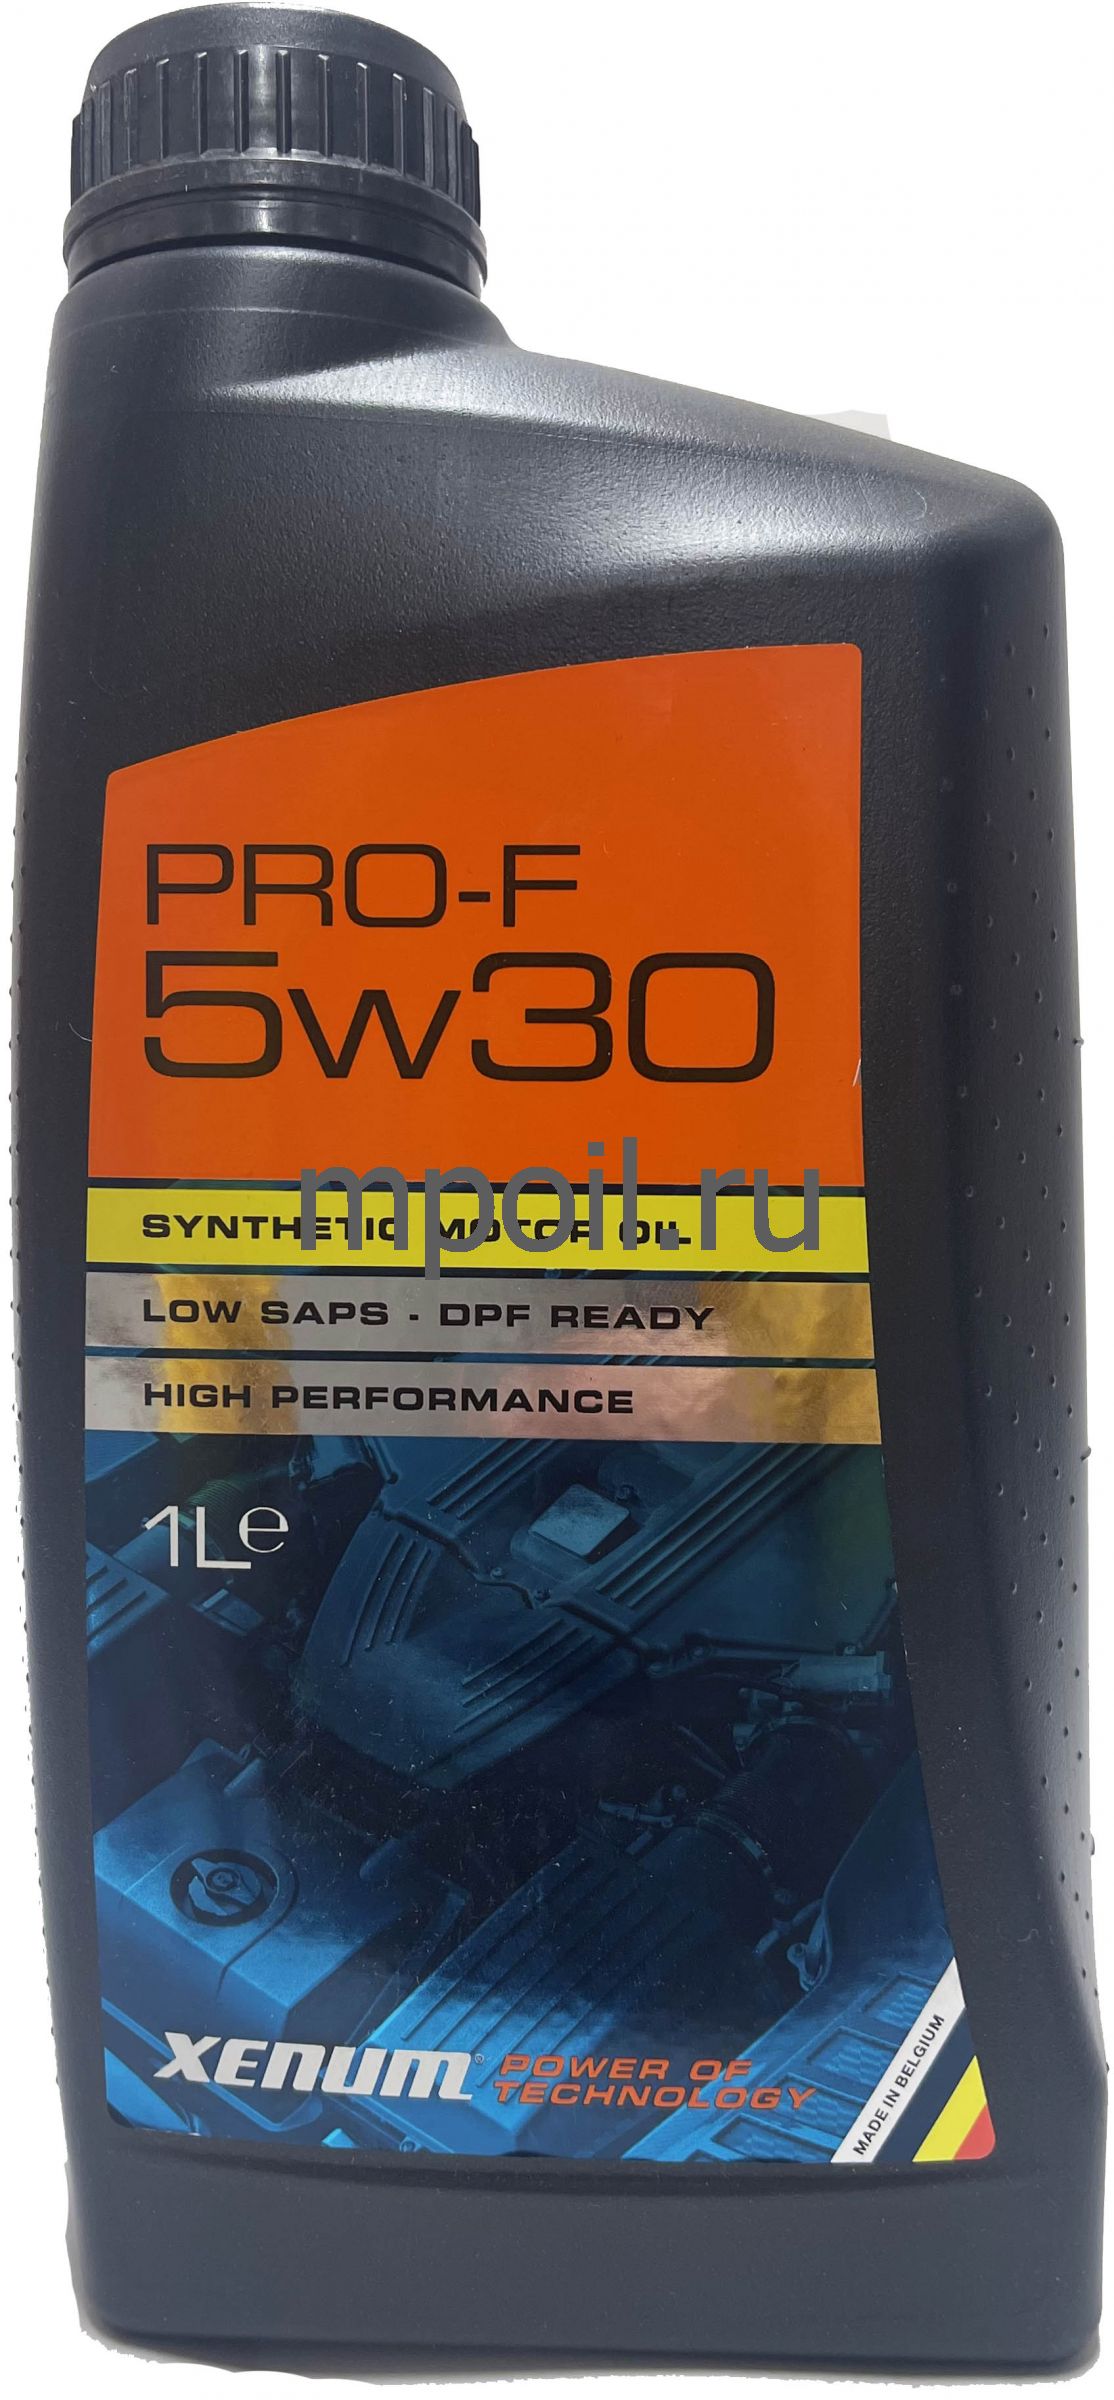 PRO-F
5w30
mpoil.ru
SYNTHETIC MOTOR OIL
LOW SAPS - DPF READY
HIGH PERFORMANCE
1L℮
XENUM® POWER OF
TECHNOLOGY
MADE IN BELGIUM